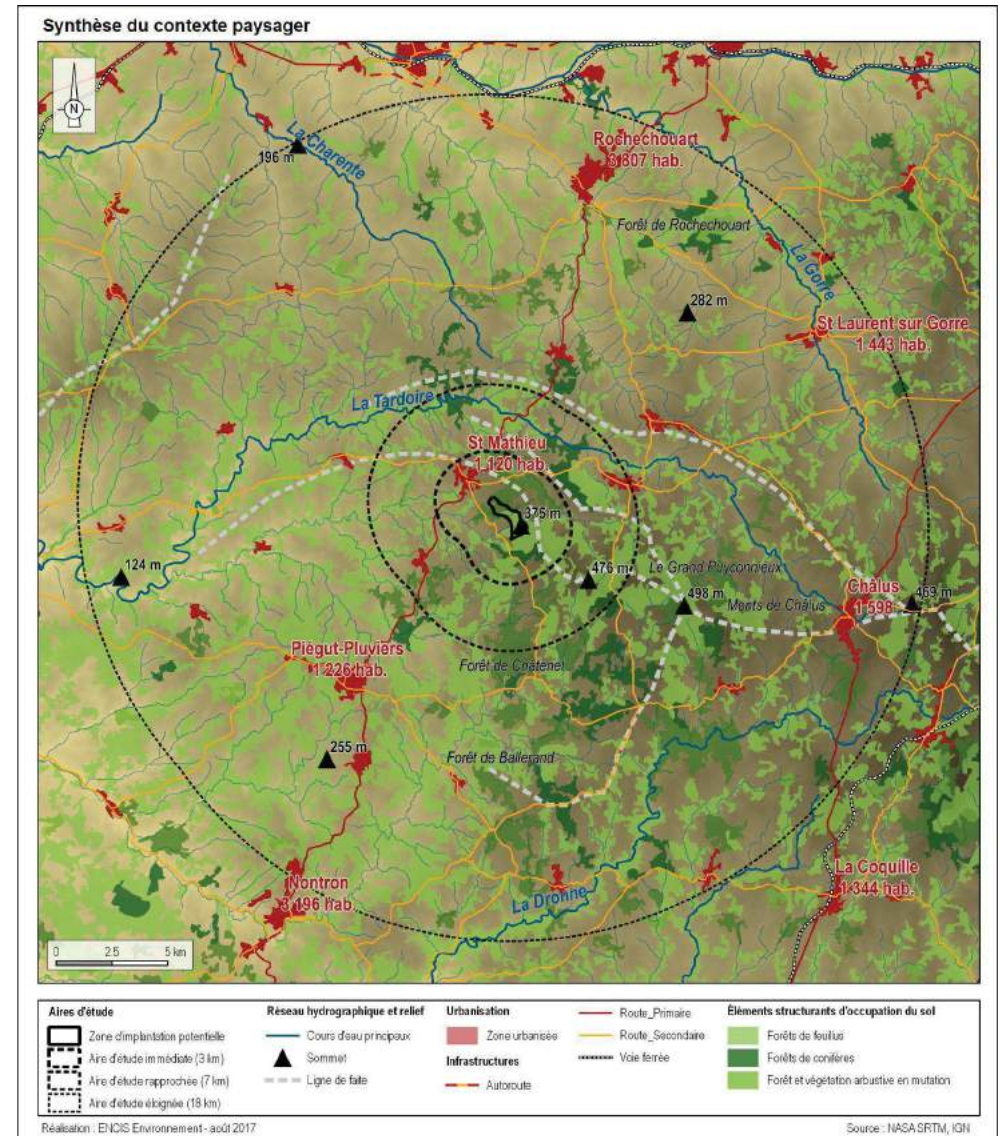 Synthèse du contexte paysager
N
La Charente
196 m
Rochechouart
3 807 hab.
Forêt de Rochechouart
La Gorre
282 m
St Laurent sur Gorre
1 443 hab.
La Tardoire
St Mathieu
1 120 hab.
375 m
124 m
476 m
Le Grand Puyconnieux
498 m
Monts de Châlus
Châlus
1 598
469 m
Piégut-Pluviers
1 226 hab.
Forêt de Châtenet
255 m
Forêt de Ballerand
Nontron
3 196 hab.
La Dronne
La Coquille
1 344 hab.
0 2.5 5 km
Aires d'étude
Zone d'implantation potentielle
Aire d'étude immédiate (3 km)
Aire d'étude rapprochée (7 km)
Aire d'étude éloignée (18 km)
Réseau hydrographique et relief
Cours d'eau principaux
Sommet
Ligne de faîte
Urbanisation
Zone urbanisée
Infrastructures
Autoroute
Route_Primaire
Route_Secondaire
Voie ferrée
Éléments structurants d'occupation du sol
Forêts de feuillus
Forêts de conifères
Forêt et végétation arbustive en mutation
Réalisation : ENCIS Environnement - août 2017
Source : NASA SRTM, IGN